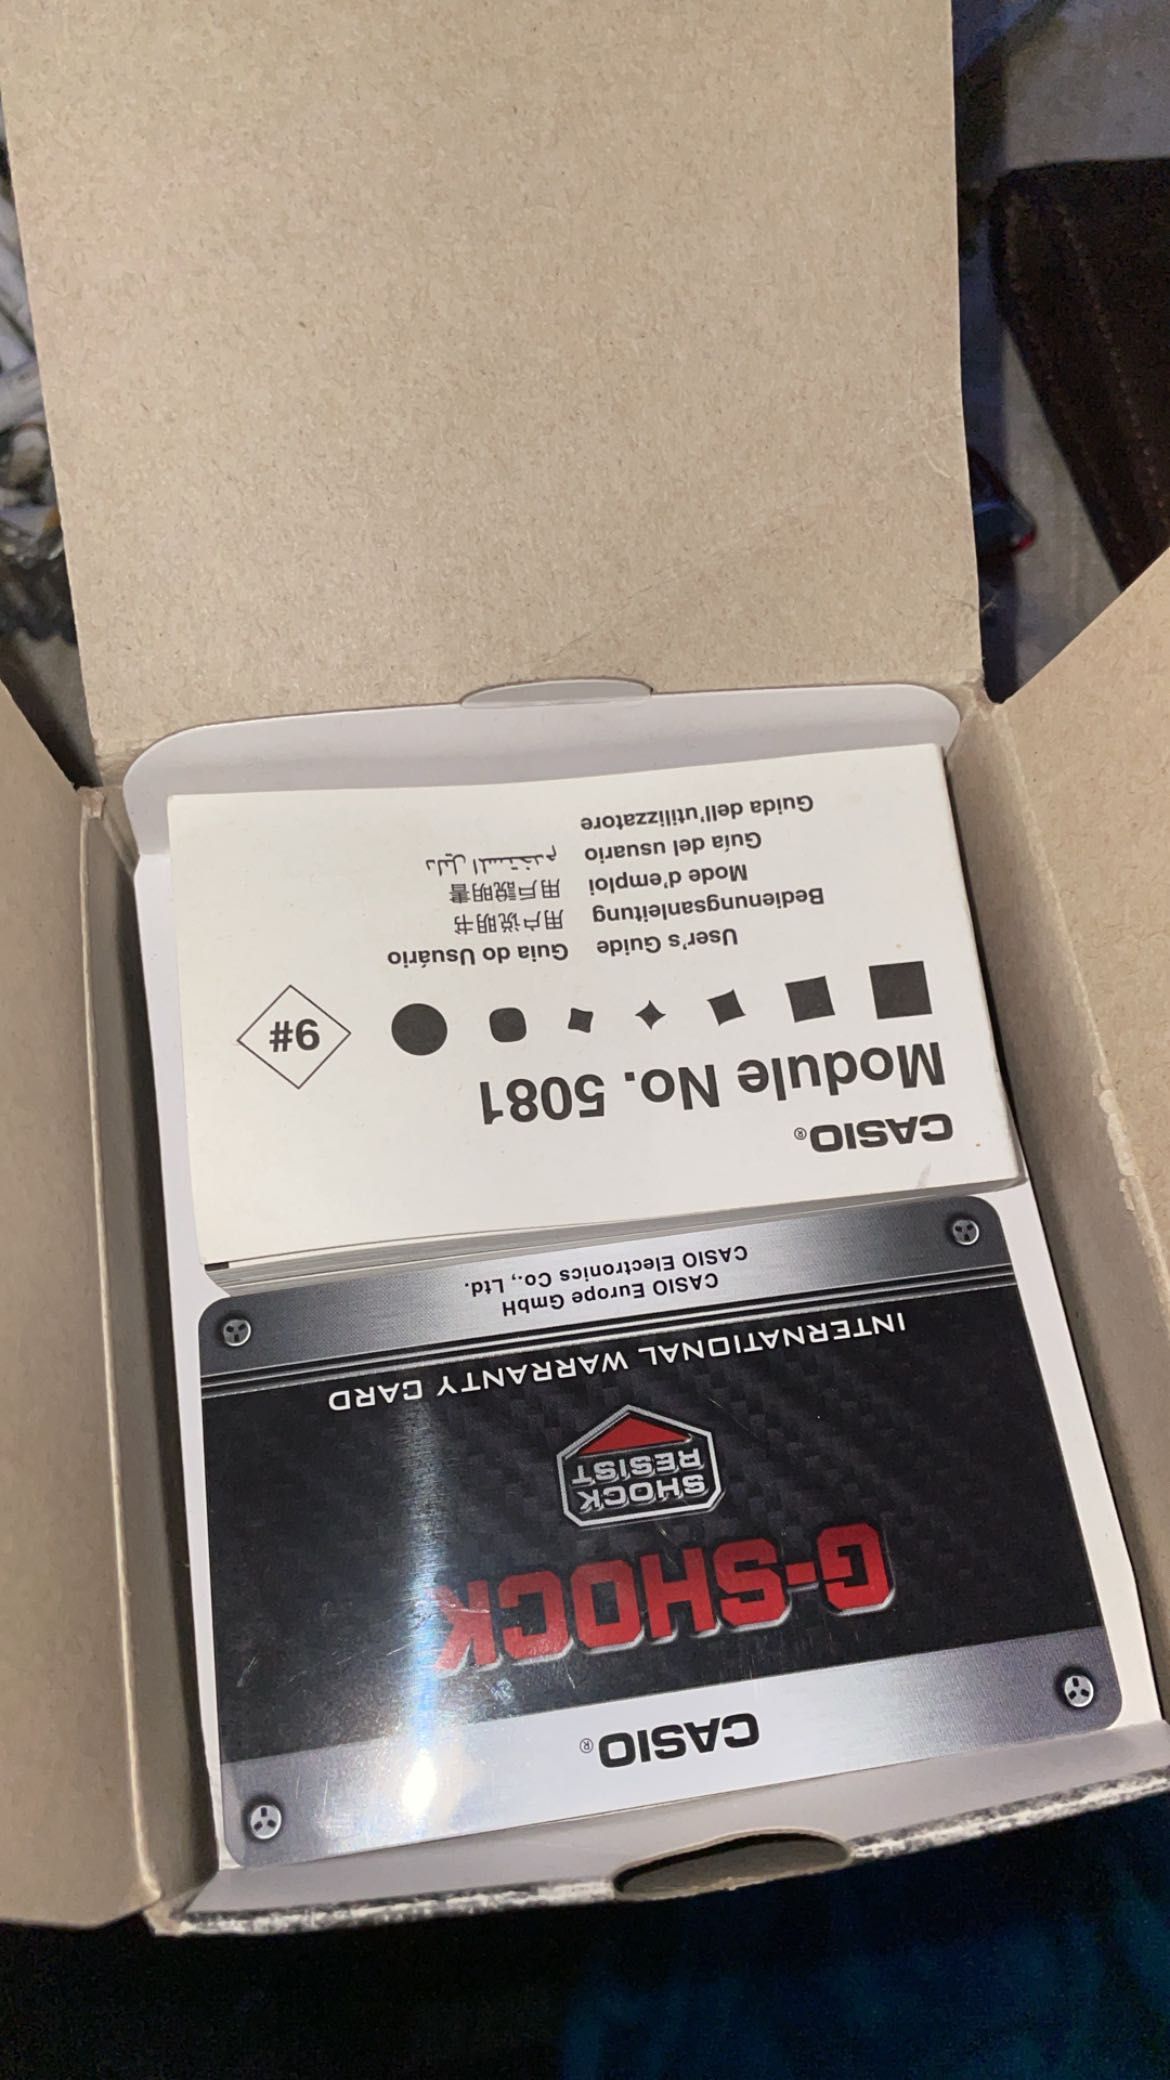 CASIO®
G-SHOCK
SHOCK
RESIST
INTERNATIONAL WARRANTY CARD
CASIO Europe GmbH
CASIO Electronics Co., Ltd.
CASIO®
Module No. 5081
#9
User's Guide Guia do Usuário
Bedienungsanleitung 用户说明书
Mode d'emploi 用戶說明書
Guía del usuario دليل المستخدم
Guida dell'utilizzatore